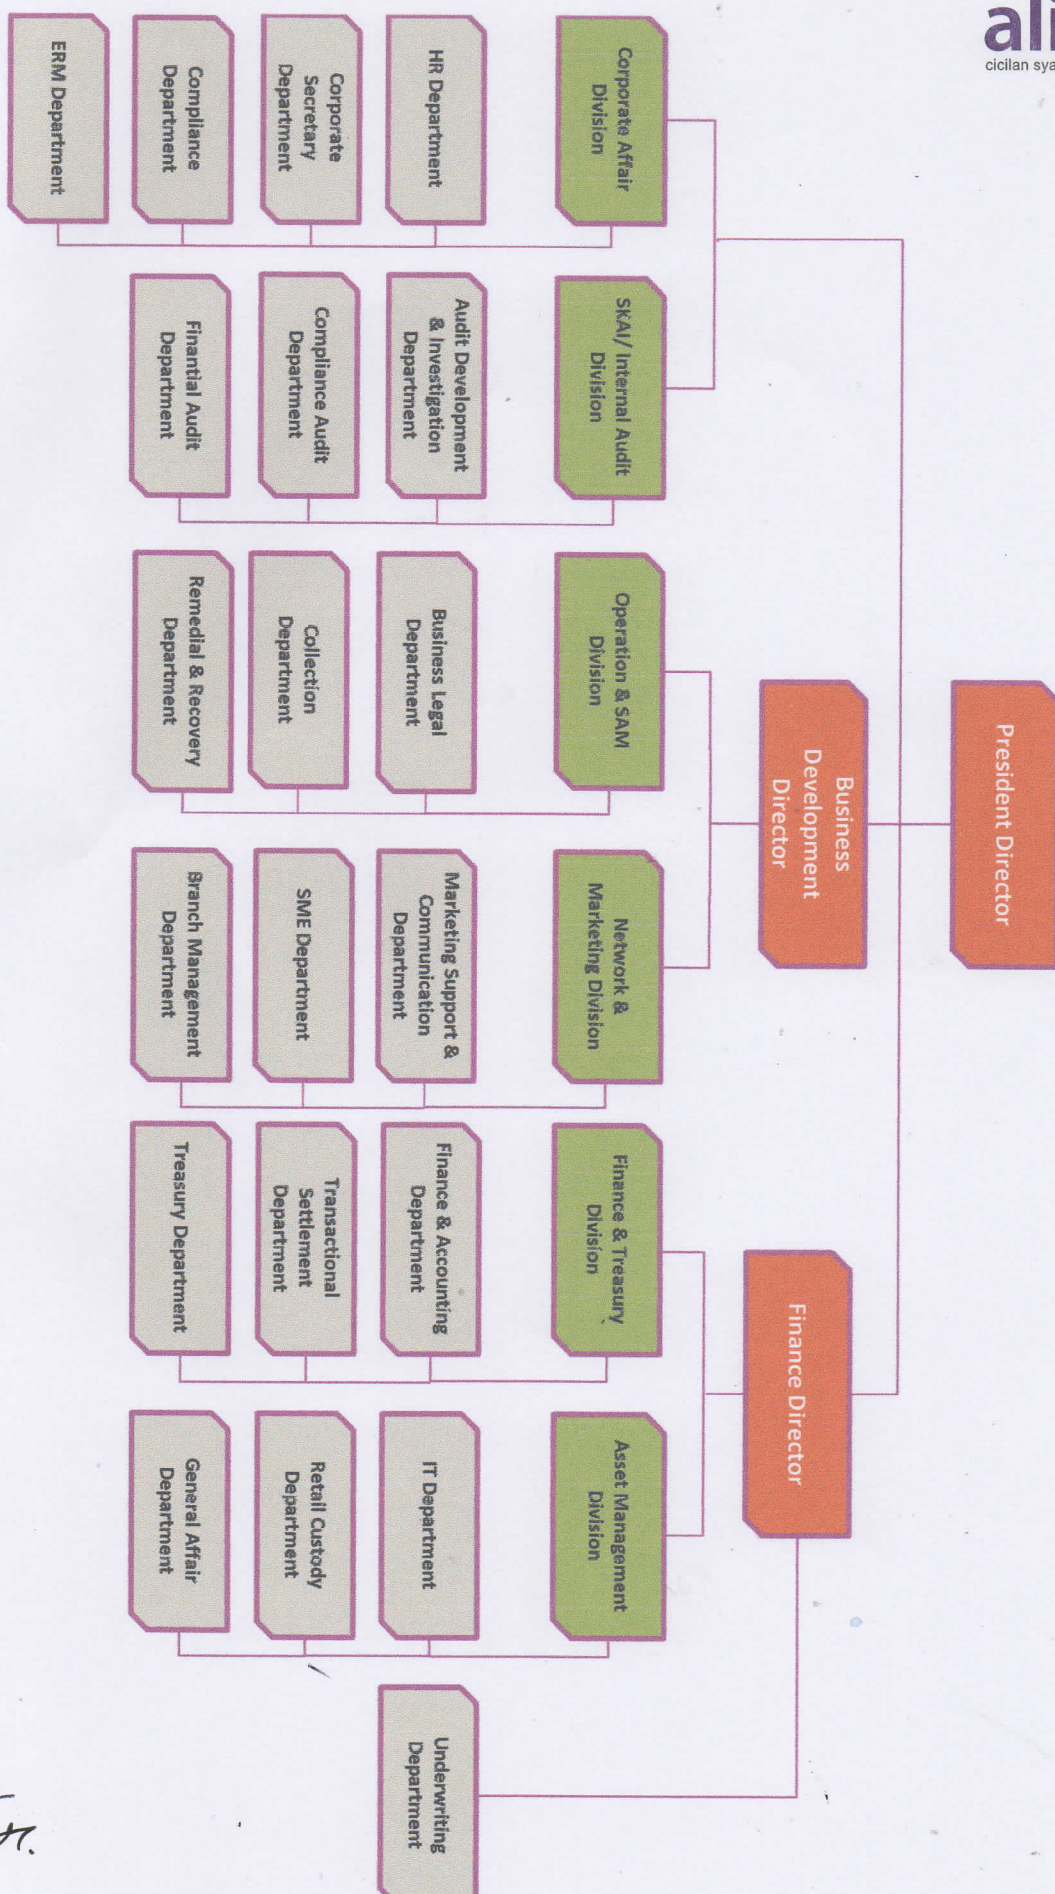 ali
cicilan sya
President Director
Business
Development
Director
Finance Director
Corporate Affair
Division
SKAI/ Internal Audit
Division
Operation & SAM
Division
Network &
Marketing Division
Finance & Treasury
Division
Asset Management
Division
HR Department
Audit Development
& Investigation
Department
Business Legal
Department
Marketing Support &
Communication
Department
Finance & Accounting
Department
IT Department
Underwriting
Department
Corporate
Secretary
Department
Compliance Audit
Department
Collection
Department
SME Department
Transactional
Settlement
Department
Retail Custody
Department
Compliance
Department
Finantial Audit
Department
Remedial & Recovery
Department
Branch Management
Department
Treasury Department
General Affair
Department
ERM Department